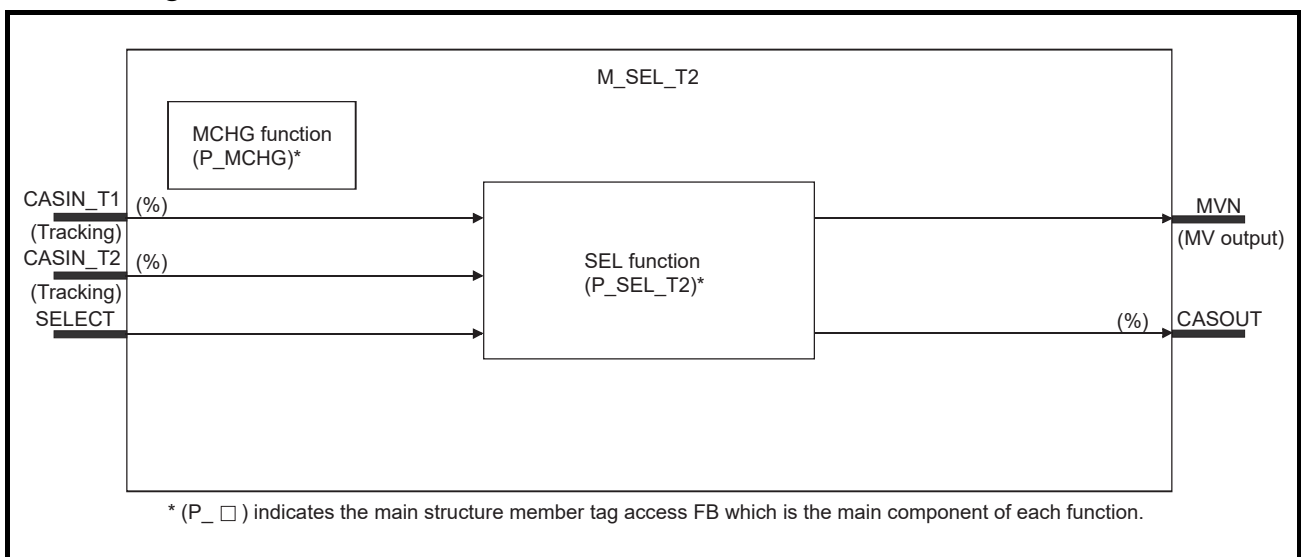 M_SEL_T2
MCHG function
(P_MCHG)*
CASIN_T1
(%)
(Tracking)
CASIN_T2
(%)
(Tracking)
SELECT
SEL function
(P_SEL_T2)*
MVN
(MV output)
(%)
CASOUT
* (P_ □ ) indicates the main structure member tag access FB which is the main component of each function.